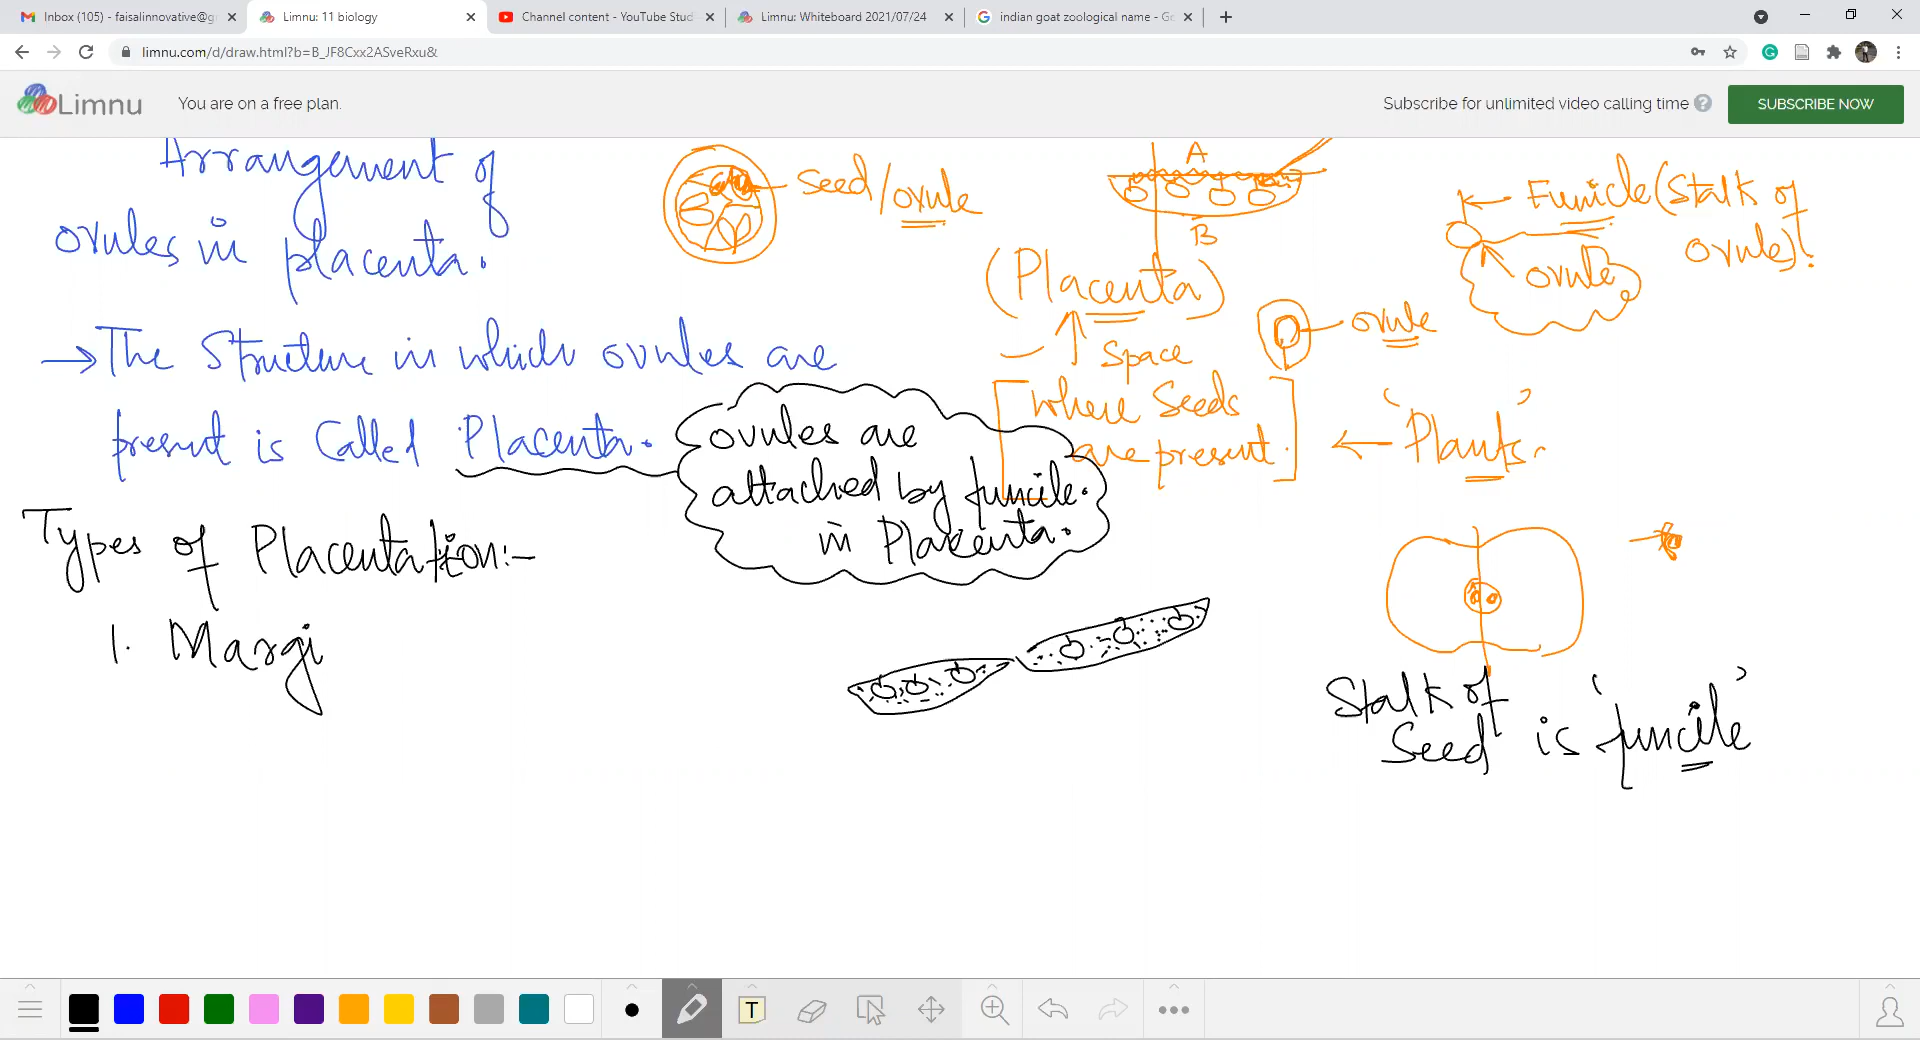 Inbox (105) - faisalinnovative@g
Limnu: 11 biology
Channel content - YouTube Stud
Limnu: Whiteboard 2021/07/24
indian goat zoological name - Go
limnu.com/d/draw.html?b=B_JF8Cxx2ASveRxu&
Limnu
You are on a free plan.
Subscribe for unlimited video calling time
SUBSCRIBE NOW
Arrangement of
ovules in placenta.
→ The Structure in which ovules are
present is Called Placenta.
Types of Placentation:-
1. Margi
Seed/ovule
A
B
(Placenta)
Space
where Seeds
are present.
ovule
← 'Plants'
Funicle (Stalk of
ovule).
ovule
ovules are
attached by funcile.
in Placenta.
Stalk of
Seed is 'funcile'
T